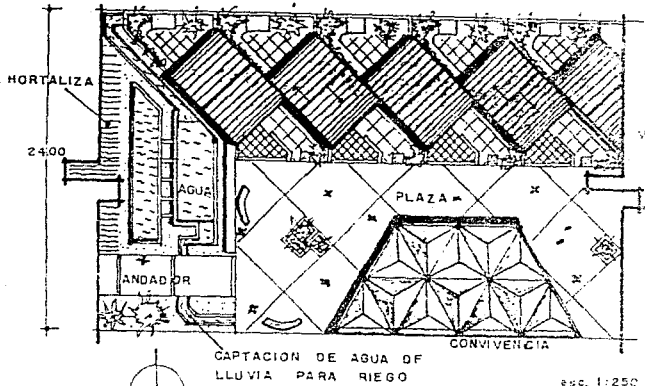 HORTALIZA
24.00
AGUA
PLAZA
ANDADOR
CONVIVENCIA
CAPTACION DE AGUA DE
LLUVIA PARA RIEGO
esc. 1:250